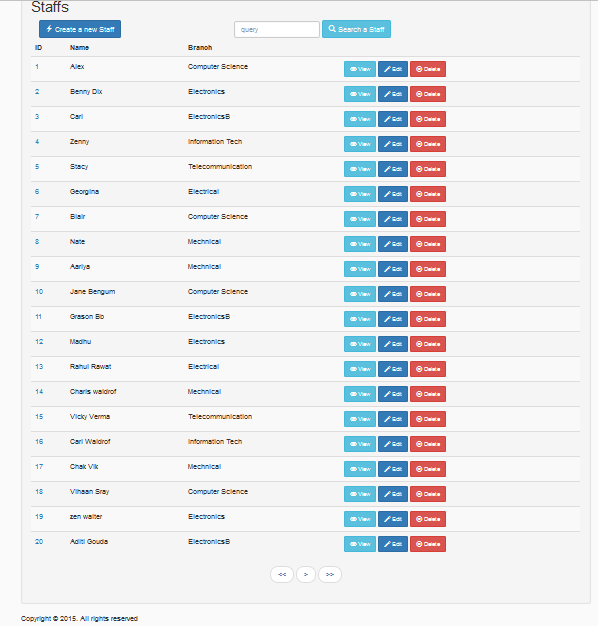 Staffs
Create a new Staff query Search a Staff
ID Name Branch
1 Alex Computer Science View Edit Delete
2 Benny Dix Electronics View Edit Delete
3 Carl ElectronicsB View Edit Delete
4 Zenny Information Tech View Edit Delete
5 Stacy Telecommunication View Edit Delete
6 Georgina Electrical View Edit Delete
7 Blair Computer Science View Edit Delete
8 Nate Mechnical View Edit Delete
9 Aariya Mechnical View Edit Delete
10 Jane Bengum Computer Science View Edit Delete
11 Grason Bb ElectronicsB View Edit Delete
12 Madhu Electronics View Edit Delete
13 Rahul Rawat Electrical View Edit Delete
14 Charis waldrof Mechnical View Edit Delete
15 Vicky Verma Telecommunication View Edit Delete
16 Carl Waldrof Information Tech View Edit Delete
17 Chak Vik Mechnical View Edit Delete
18 Vihaan Sray Computer Science View Edit Delete
19 zen walter Electronics View Edit Delete
20 Aditi Gouda ElectronicsB View Edit Delete
<< > >>
Copyright © 2015. All rights reserved